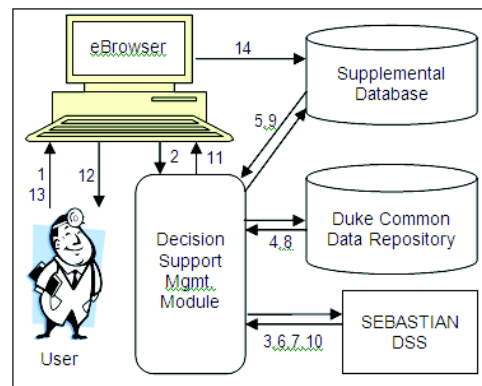 eBrowser
14
Supplemental
Database
5,9
1
13
12
2
11
Decision
Support
Mgmt.
Module
Duke Common
Data Repository
4,8
SEBASTIAN
DSS
3,6,7,10
User